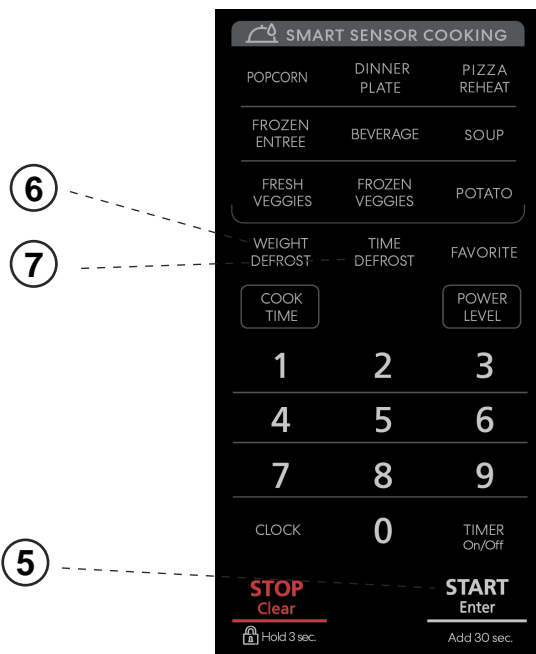 SMART SENSOR COOKING
POPCORN
DINNER
PLATE
PIZZA
REHEAT
FROZEN
ENTREE
BEVERAGE
SOUP
6
FRESH
VEGGIES
FROZEN
VEGGIES
POTATO
7
WEIGHT
DEFROST
TIME
DEFROST
FAVORITE
COOK
TIME
POWER
LEVEL
1 2 3
4 5 6
7 8 9
CLOCK
0
TIMER
On/Off
5
STOP
Clear
START
Enter
Hold 3 sec.
Add 30 sec.